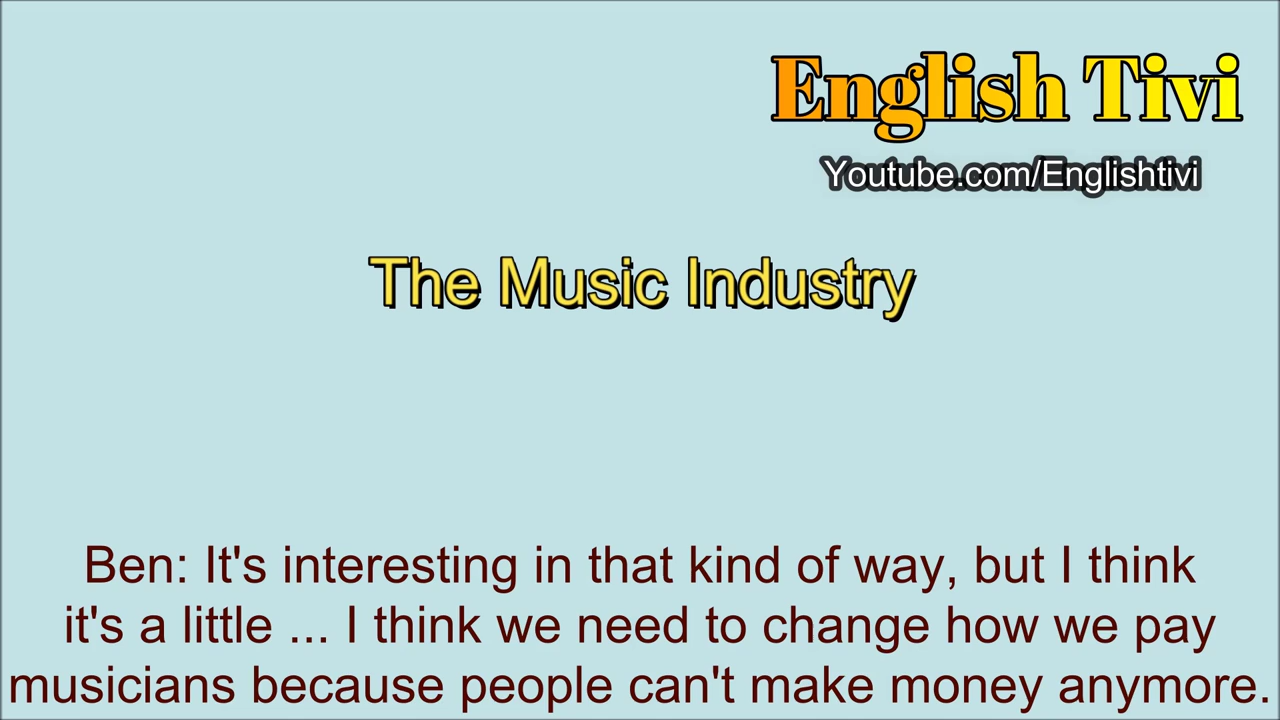 English Tivi
Youtube.com/Englishtivi
The Music Industry
Ben: It's interesting in that kind of way, but I think
it's a little ... I think we need to change how we pay
musicians because people can't make money anymore.